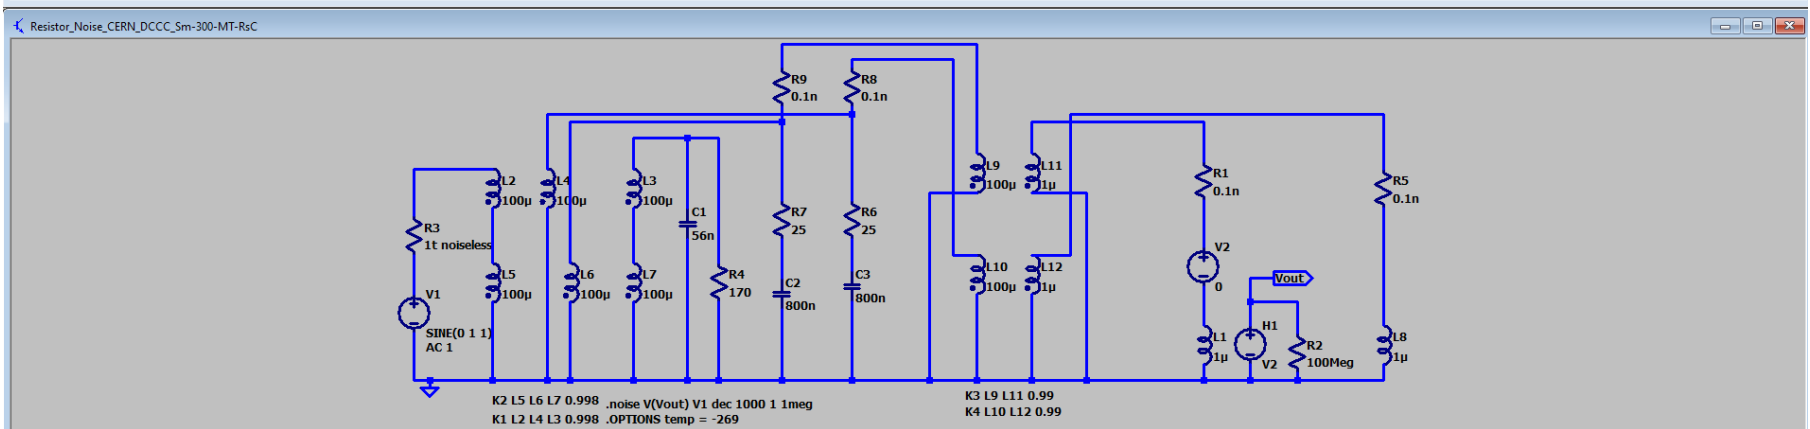 Resistor_Noise_CERN_DCCC_Sm-300-MT-RsC
R9
0.1n
R8
0.1n
L9
100µ
L11
1µ
R1
0.1n
R5
0.1n
L2
100µ
L4
100µ
L3
100µ
C1
56n
R7
25
R6
25
R3
1t noiseless
V2
0
L10
100µ
L12
1µ
Vout
L5
100µ
L6
100µ
L7
100µ
R4
170
C2
800n
C3
800n
V1
SINE(0 1 1)
AC 1
L1
1µ
H1
V2
R2
100Meg
L8
1µ
K2 L5 L6 L7 0.998
.noise V(Vout) V1 dec 1000 1 1meg
K1 L2 L4 L3 0.998
.OPTIONS temp = -269
K3 L9 L11 0.99
K4 L10 L12 0.99